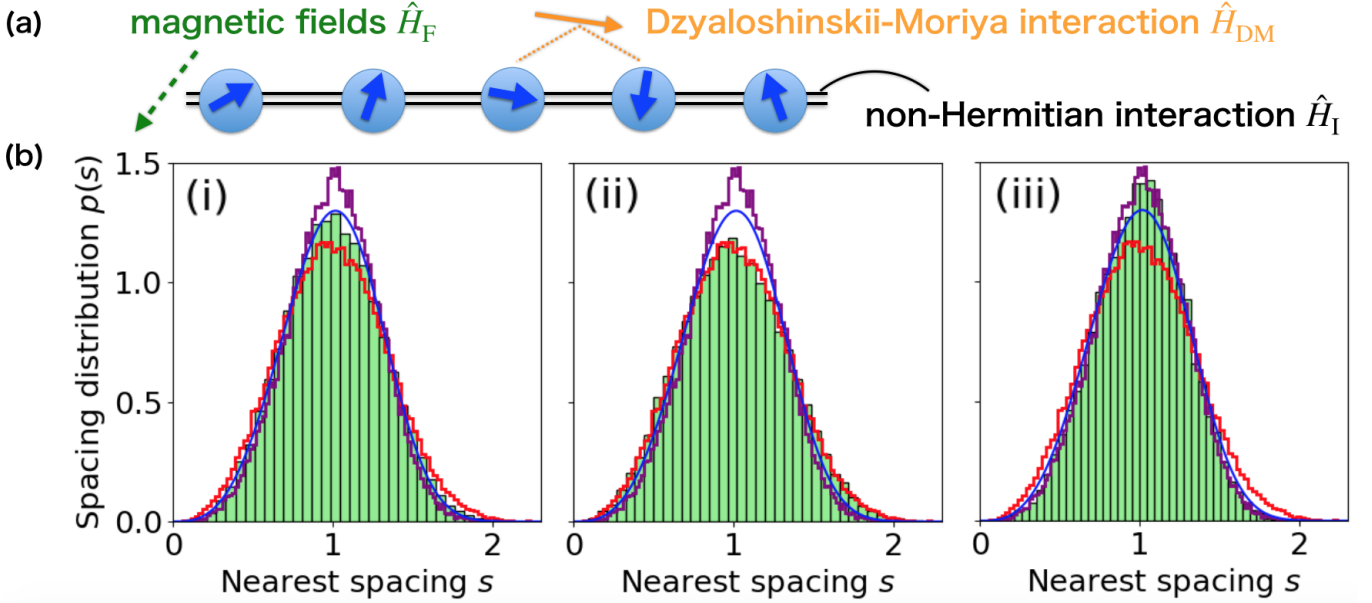 (a)
magnetic fields Ĥ_F
Dzyaloshinskii-Moriya interaction Ĥ_DM
non-Hermitian interaction Ĥ_I
(b)
Spacing distribution p(s)
1.5
1.0
0.5
0.0
(i)
0 1 2
Nearest spacing s
(ii)
0 1 2
Nearest spacing s
(iii)
0 1 2
Nearest spacing s